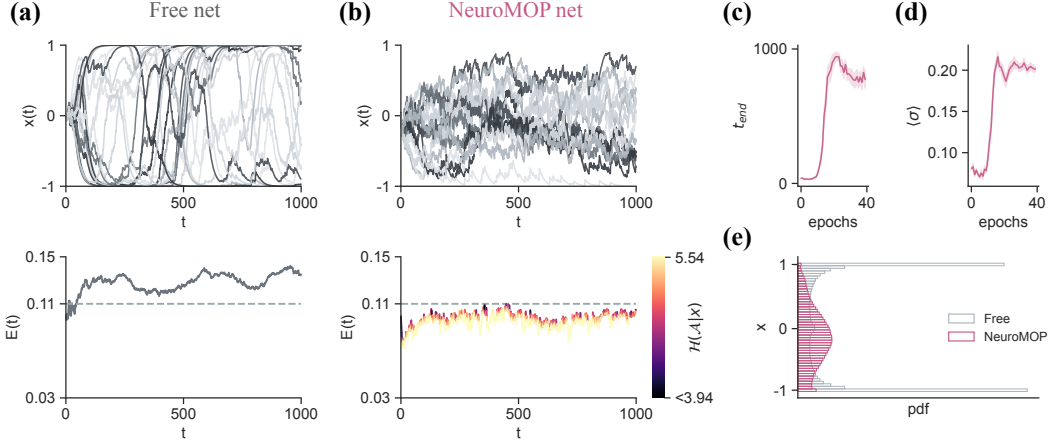 (a) Free net
1
0
-1
x(t)
0 500 1000
t
0.15
0.11
0.03
E(t)
0 500 1000
t
(b) NeuroMOP net
1
0
-1
x(t)
0 500 1000
t
0.15
0.11
0.03
E(t)
0 500 1000
t
5.54
<3.94
ℋ(𝒜|x)
(c)
1000
0
t_end
0 40
epochs
(d)
0.20
0.15
0.10
⟨σ⟩
0 40
epochs
(e)
1
0
-1
x
Free
NeuroMOP
pdf